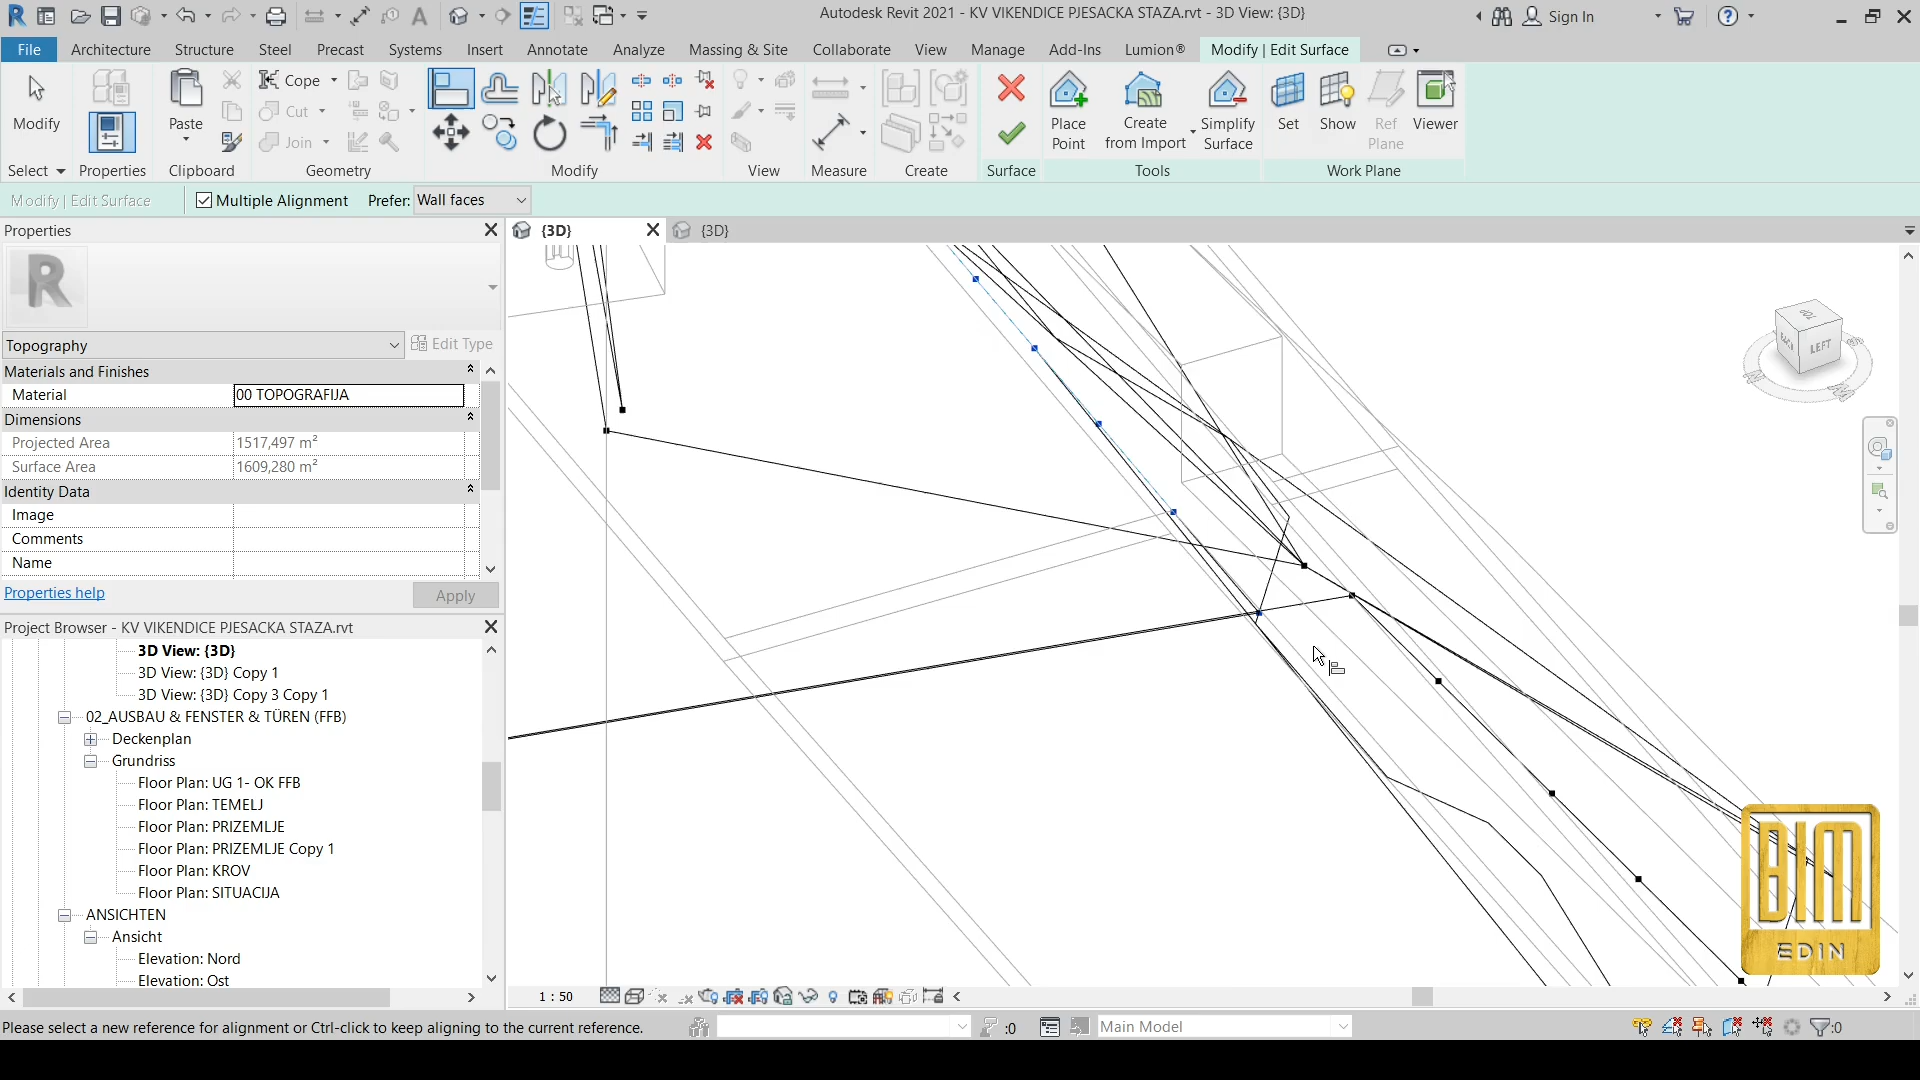 Autodesk Revit 2021 - KV VIKENDICE PJESACKA STAZA.rvt - 3D View: {3D}
Sign In
File Architecture Structure Steel Precast Systems Insert Annotate Analyze Massing & Site Collaborate View Manage Add-Ins Lumion® Modify | Edit Surface
Modify
Paste
Cope
Cut
Join
Place Point
Create from Import
Simplify Surface
Set
Show
Ref Plane
Viewer
Select Properties Clipboard Geometry Modify View Measure Create Surface Tools Work Plane
Modify | Edit Surface Multiple Alignment Prefer: Wall faces
Properties
{3D}
{3D}
R
Topography
Edit Type
Materials and Finishes
Material 00 TOPOGRAFIJA
Dimensions
Projected Area 1517,497 m²
Surface Area 1609,280 m²
Identity Data
Image
Comments
Name
Properties help
Apply
Project Browser - KV VIKENDICE PJESACKA STAZA.rvt
3D View: {3D}
3D View: {3D} Copy 1
3D View: {3D} Copy 3 Copy 1
02_AUSBAU & FENSTER & TÜREN (FFB)
Deckenplan
Grundriss
Floor Plan: UG 1- OK FFB
Floor Plan: TEMELJ
Floor Plan: PRIZEMLJE
Floor Plan: PRIZEMLJE Copy 1
Floor Plan: KROV
Floor Plan: SITUACIJA
ANSICHTEN
Ansicht
Elevation: Nord
Elevation: Ost
LEFT
BIM
EDIN
1 : 50
Please select a new reference for alignment or Ctrl-click to keep aligning to the current reference.
:0
Main Model
:0